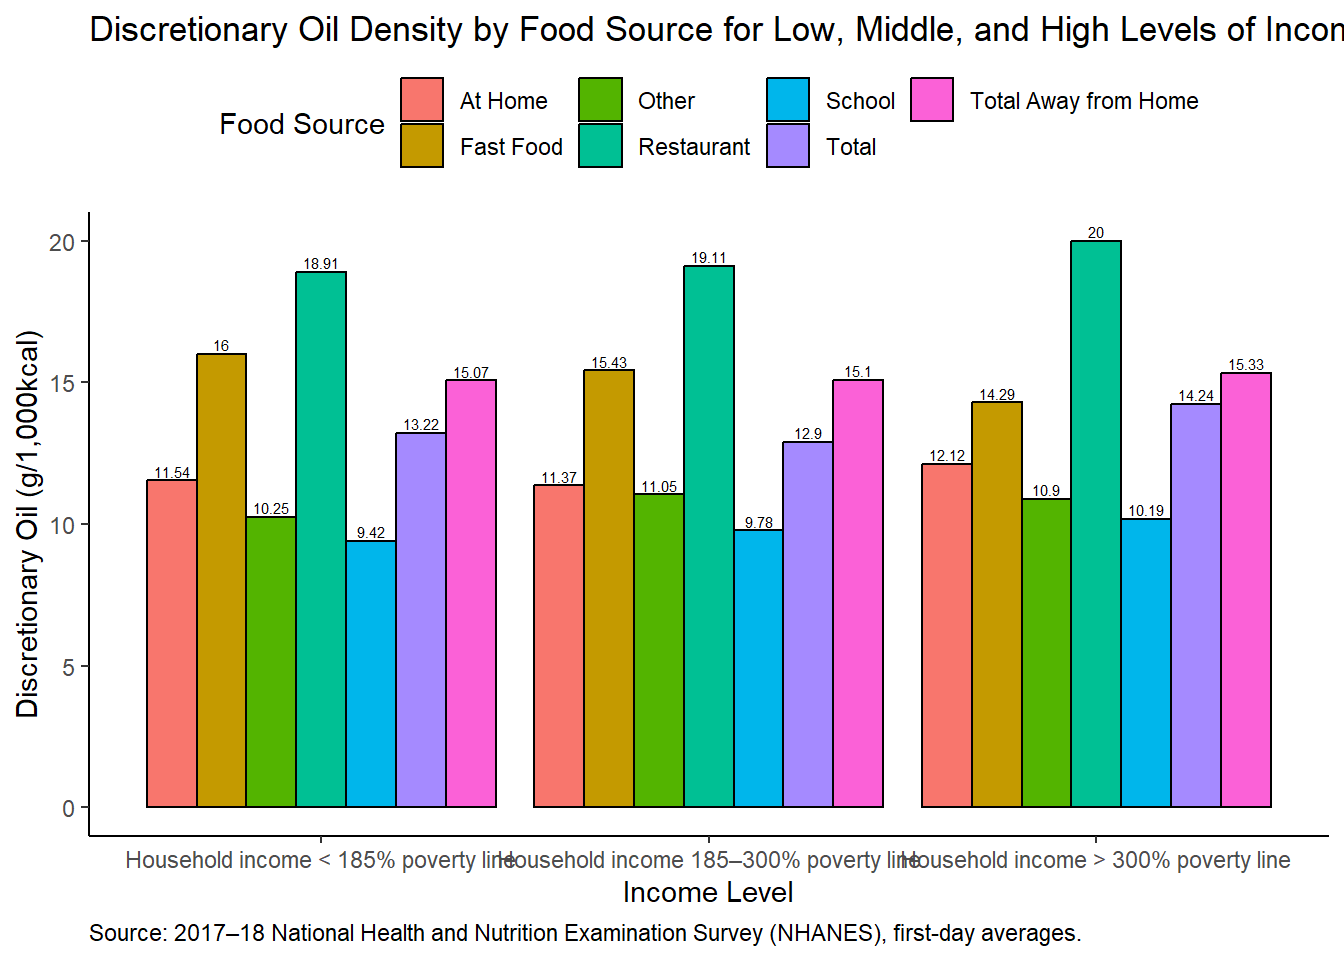 Discretionary Oil Density by Food Source for Low, Middle, and High Levels of
Food Source
At Home
Other
School
Total Away from Home
Fast Food
Restaurant
Total
Discretionary Oil (g/1,000kcal)
20
15
10
5
0
11.54
16
10.25
18.91
9.42
13.22
15.07
11.37
15.43
11.05
19.11
9.78
12.9
15.1
12.12
14.29
10.9
20
10.19
14.24
15.33
Household income < 185% poverty line
Household income 185–300% poverty line
Household income > 300% poverty line
Income Level
Source: 2017–18 National Health and Nutrition Examination Survey (NHANES), first-day averages.